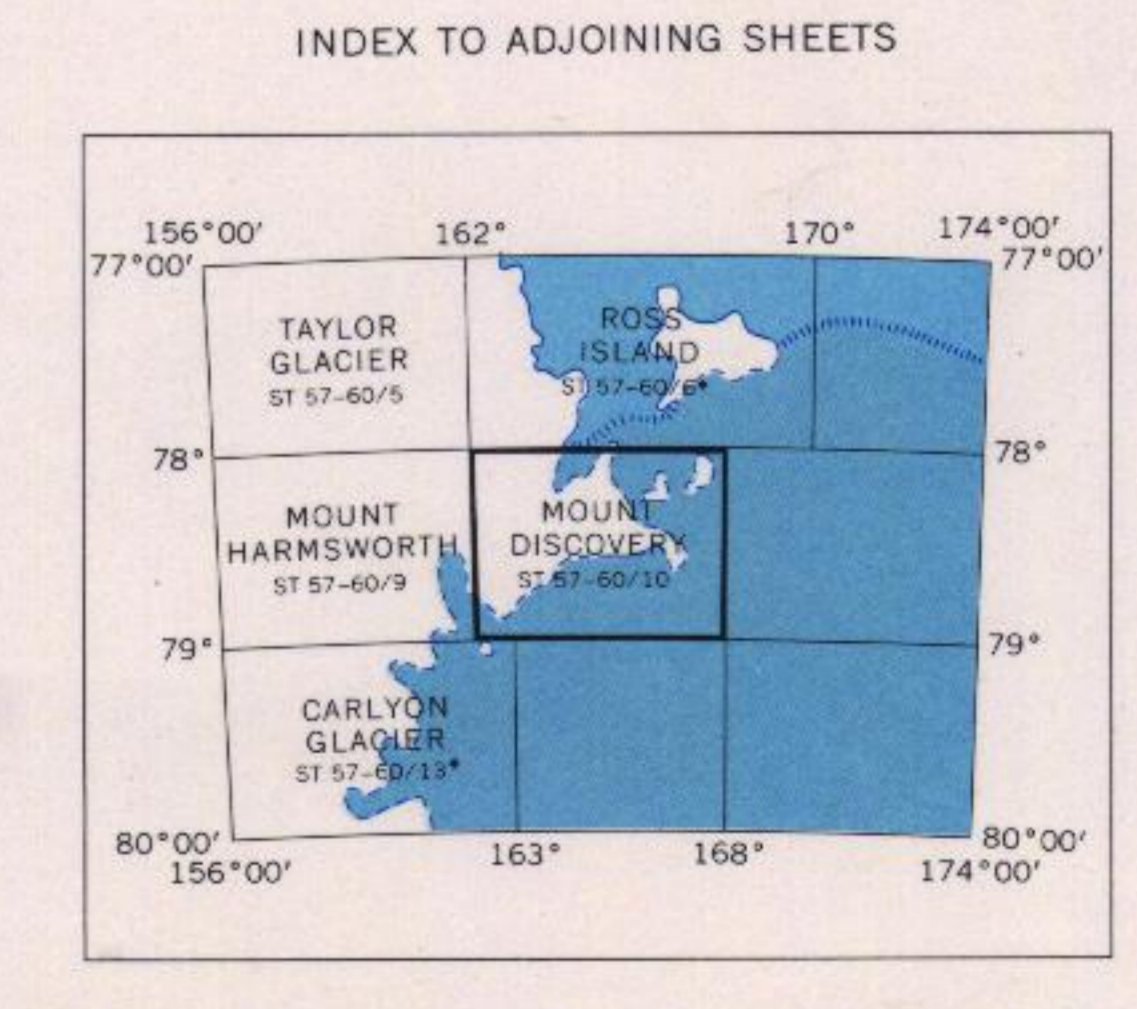 INDEX TO ADJOINING SHEETS
156°00′ 162° 170° 174°00′
77°00′ 77°00′
TAYLOR
GLACIER
ST 57-60/5
ROSS
ISLAND
ST 57-60/6*
78° 78°
MOUNT
HARMSWORTH
ST 57-60/9
MOUNT
DISCOVERY
ST 57-60/10
79° 79°
CARLYON
GLACIER
ST 57-60/13*
80°00′ 80°00′
156°00′ 163° 168° 174°00′